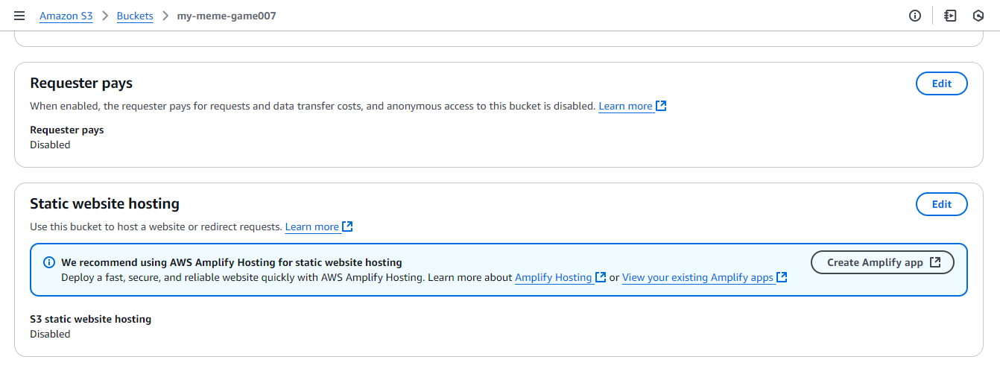 Amazon S3 > Buckets > my-meme-game007
Requester pays
Edit
When enabled, the requester pays for requests and data transfer costs, and anonymous access to this bucket is disabled. Learn more
Requester pays
Disabled
Static website hosting
Edit
Use this bucket to host a website or redirect requests. Learn more
We recommend using AWS Amplify Hosting for static website hosting
Create Amplify app
Deploy a fast, secure, and reliable website quickly with AWS Amplify Hosting. Learn more about Amplify Hosting or View your existing Amplify apps
S3 static website hosting
Disabled